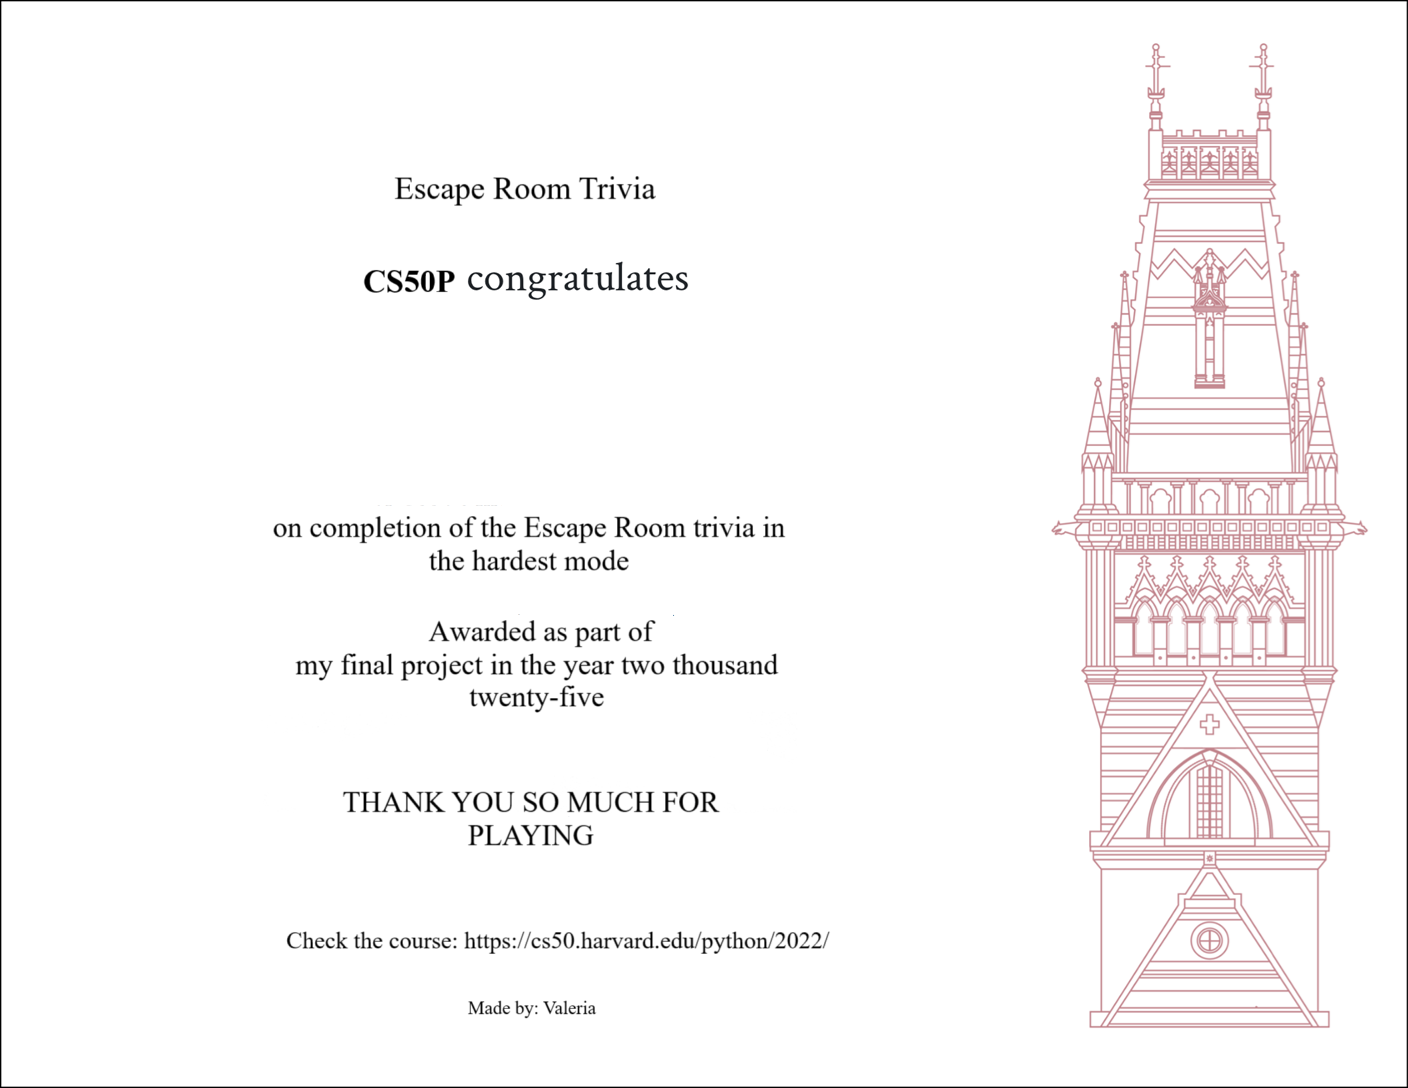 Escape Room Trivia
CS50P congratulates
on completion of the Escape Room trivia in
the hardest mode
Awarded as part of
my final project in the year two thousand
twenty-five
THANK YOU SO MUCH FOR
PLAYING
Check the course: https://cs50.harvard.edu/python/2022/
Made by: Valeria